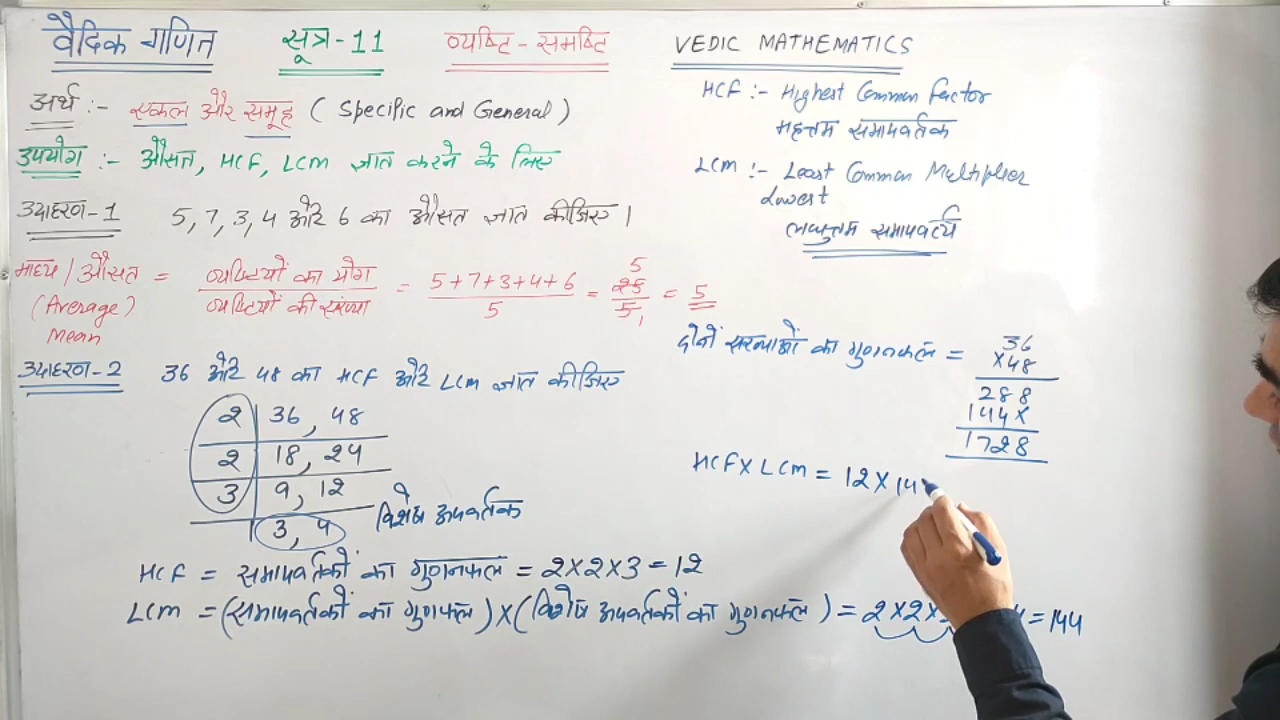 वैदिक गणित सूत्र-11 व्यष्टि-समष्टि VEDIC MATHEMATICS
अर्थ :- एकल और समूह ( Specific and General )
उपयोग :- औसत, HCF, LCM ज्ञात करने के लिए
उदाहरण-1 5, 7, 3, 4 और 6 का औसत ज्ञात कीजिए।
माध्य/औसत = व्यष्टियों का योग / व्यष्टियों की संख्या = 5+7+3+4+6 / 5 = 25 / 5 = 5
(Average)
Mean
5
1
उदाहरण-2 36 और 48 का HCF और LCM ज्ञात कीजिए
2 | 36, 48
2 | 18, 24
3 | 9, 12
| 3, 4 विशेष अपवर्तक
HCF = समापवर्तकों का गुणनफल = 2×2×3 = 12
LCM = (समापवर्तकों का गुणफल) × (विशेष अपवर्तकों का गुणनफल) = 2×2× = 144
HCF :- Highest Common Factor
महत्तम समापवर्तक
LCM :- Least Common Multiplier
Lowest
लघुत्तम समापवर्त्य
दोनों संख्याओं का गुणनफल = 36
×48
288
144×
1728
HCF × LCM = 12 × 14